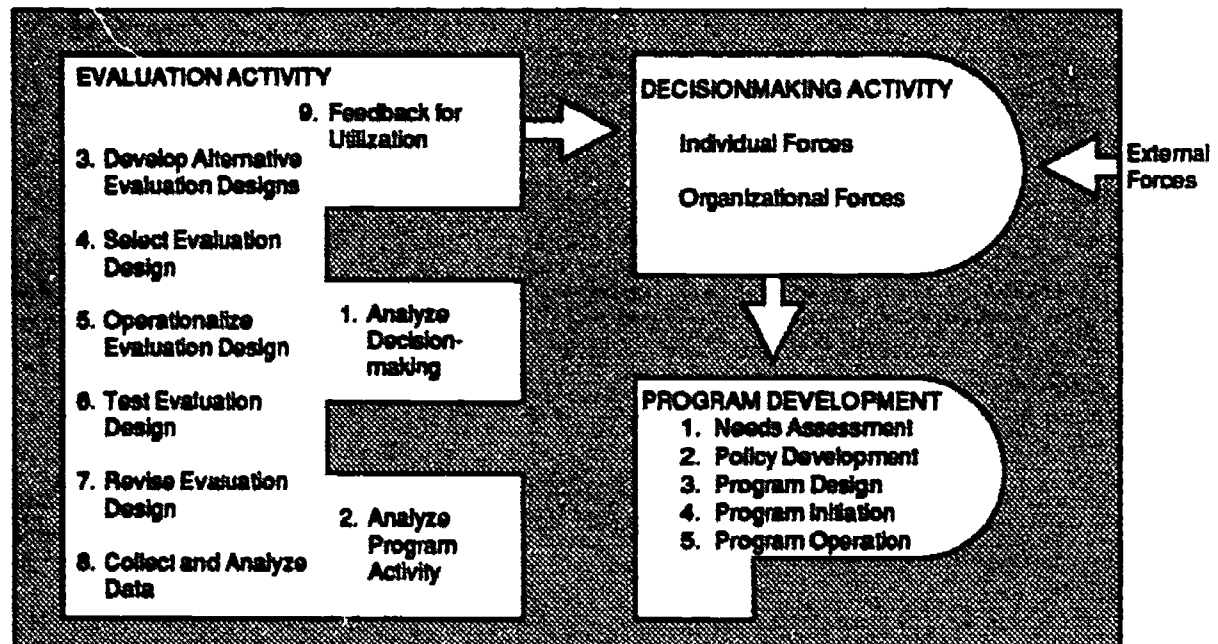 EVALUATION ACTIVITY
9. Feedback for
Utilization
3. Develop Alternative
Evaluation Designs
4. Select Evaluation
Design
5. Operationalize
Evaluation Design
6. Test Evaluation
Design
7. Revise Evaluation
Design
8. Collect and Analyze
Data
1. Analyze
Decision-
making
2. Analyze
Program
Activity
DECISIONMAKING ACTIVITY
Individual Forces
Organizational Forces
External
Forces
PROGRAM DEVELOPMENT
1. Needs Assessment
2. Policy Development
3. Program Design
4. Program Initiation
5. Program Operation